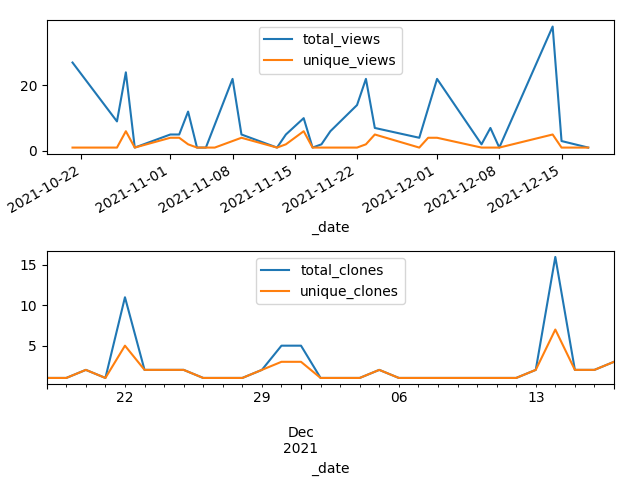 total_views
unique_views
20
0
2021-10-22
2021-11-01
2021-11-08
2021-11-15
2021-11-22
2021-12-01
2021-12-08
2021-12-15
_date
total_clones
unique_clones
15
10
5
22
29
06
13
Dec
2021
_date